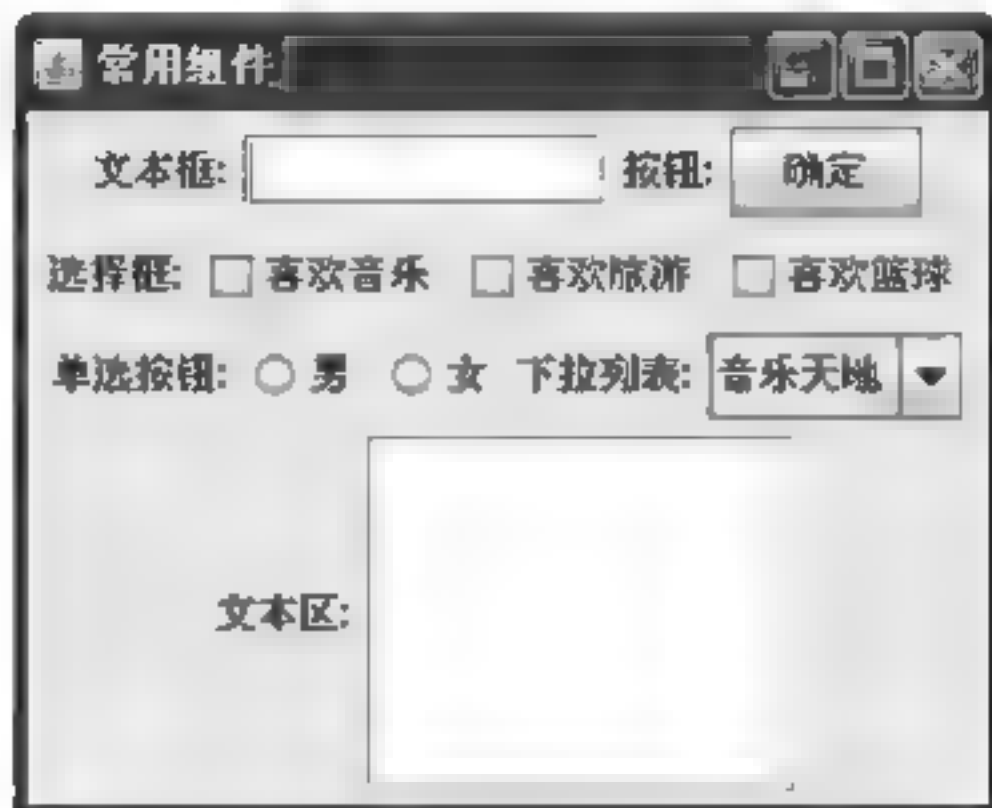 常用组件
文本框: 按钮: 确定
选择框: 喜欢音乐 喜欢旅游 喜欢篮球
单选按钮: 男 女 下拉列表: 音乐天地
文本区: